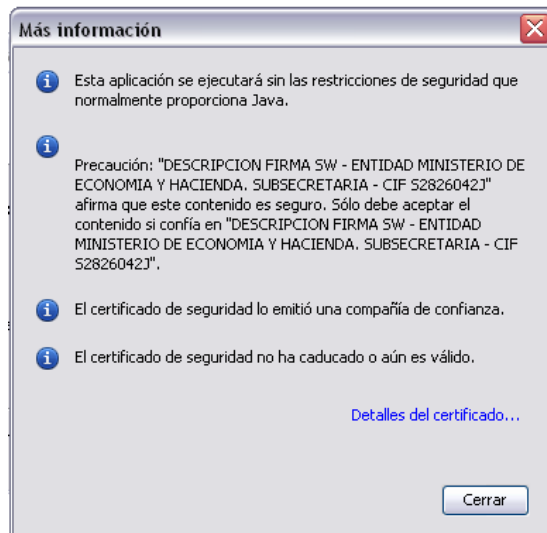 Más información
Esta aplicación se ejecutará sin las restricciones de seguridad que
normalmente proporciona Java.
Precaución: "DESCRIPCION FIRMA SW - ENTIDAD MINISTERIO DE
ECONOMIA Y HACIENDA. SUBSECRETARIA - CIF S2826042J"
afirma que este contenido es seguro. Sólo debe aceptar el
contenido si confía en "DESCRIPCION FIRMA SW - ENTIDAD
MINISTERIO DE ECONOMIA Y HACIENDA. SUBSECRETARIA - CIF
S2826042J".
El certificado de seguridad lo emitió una compañía de confianza.
El certificado de seguridad no ha caducado o aún es válido.
Detalles del certificado...
Cerrar